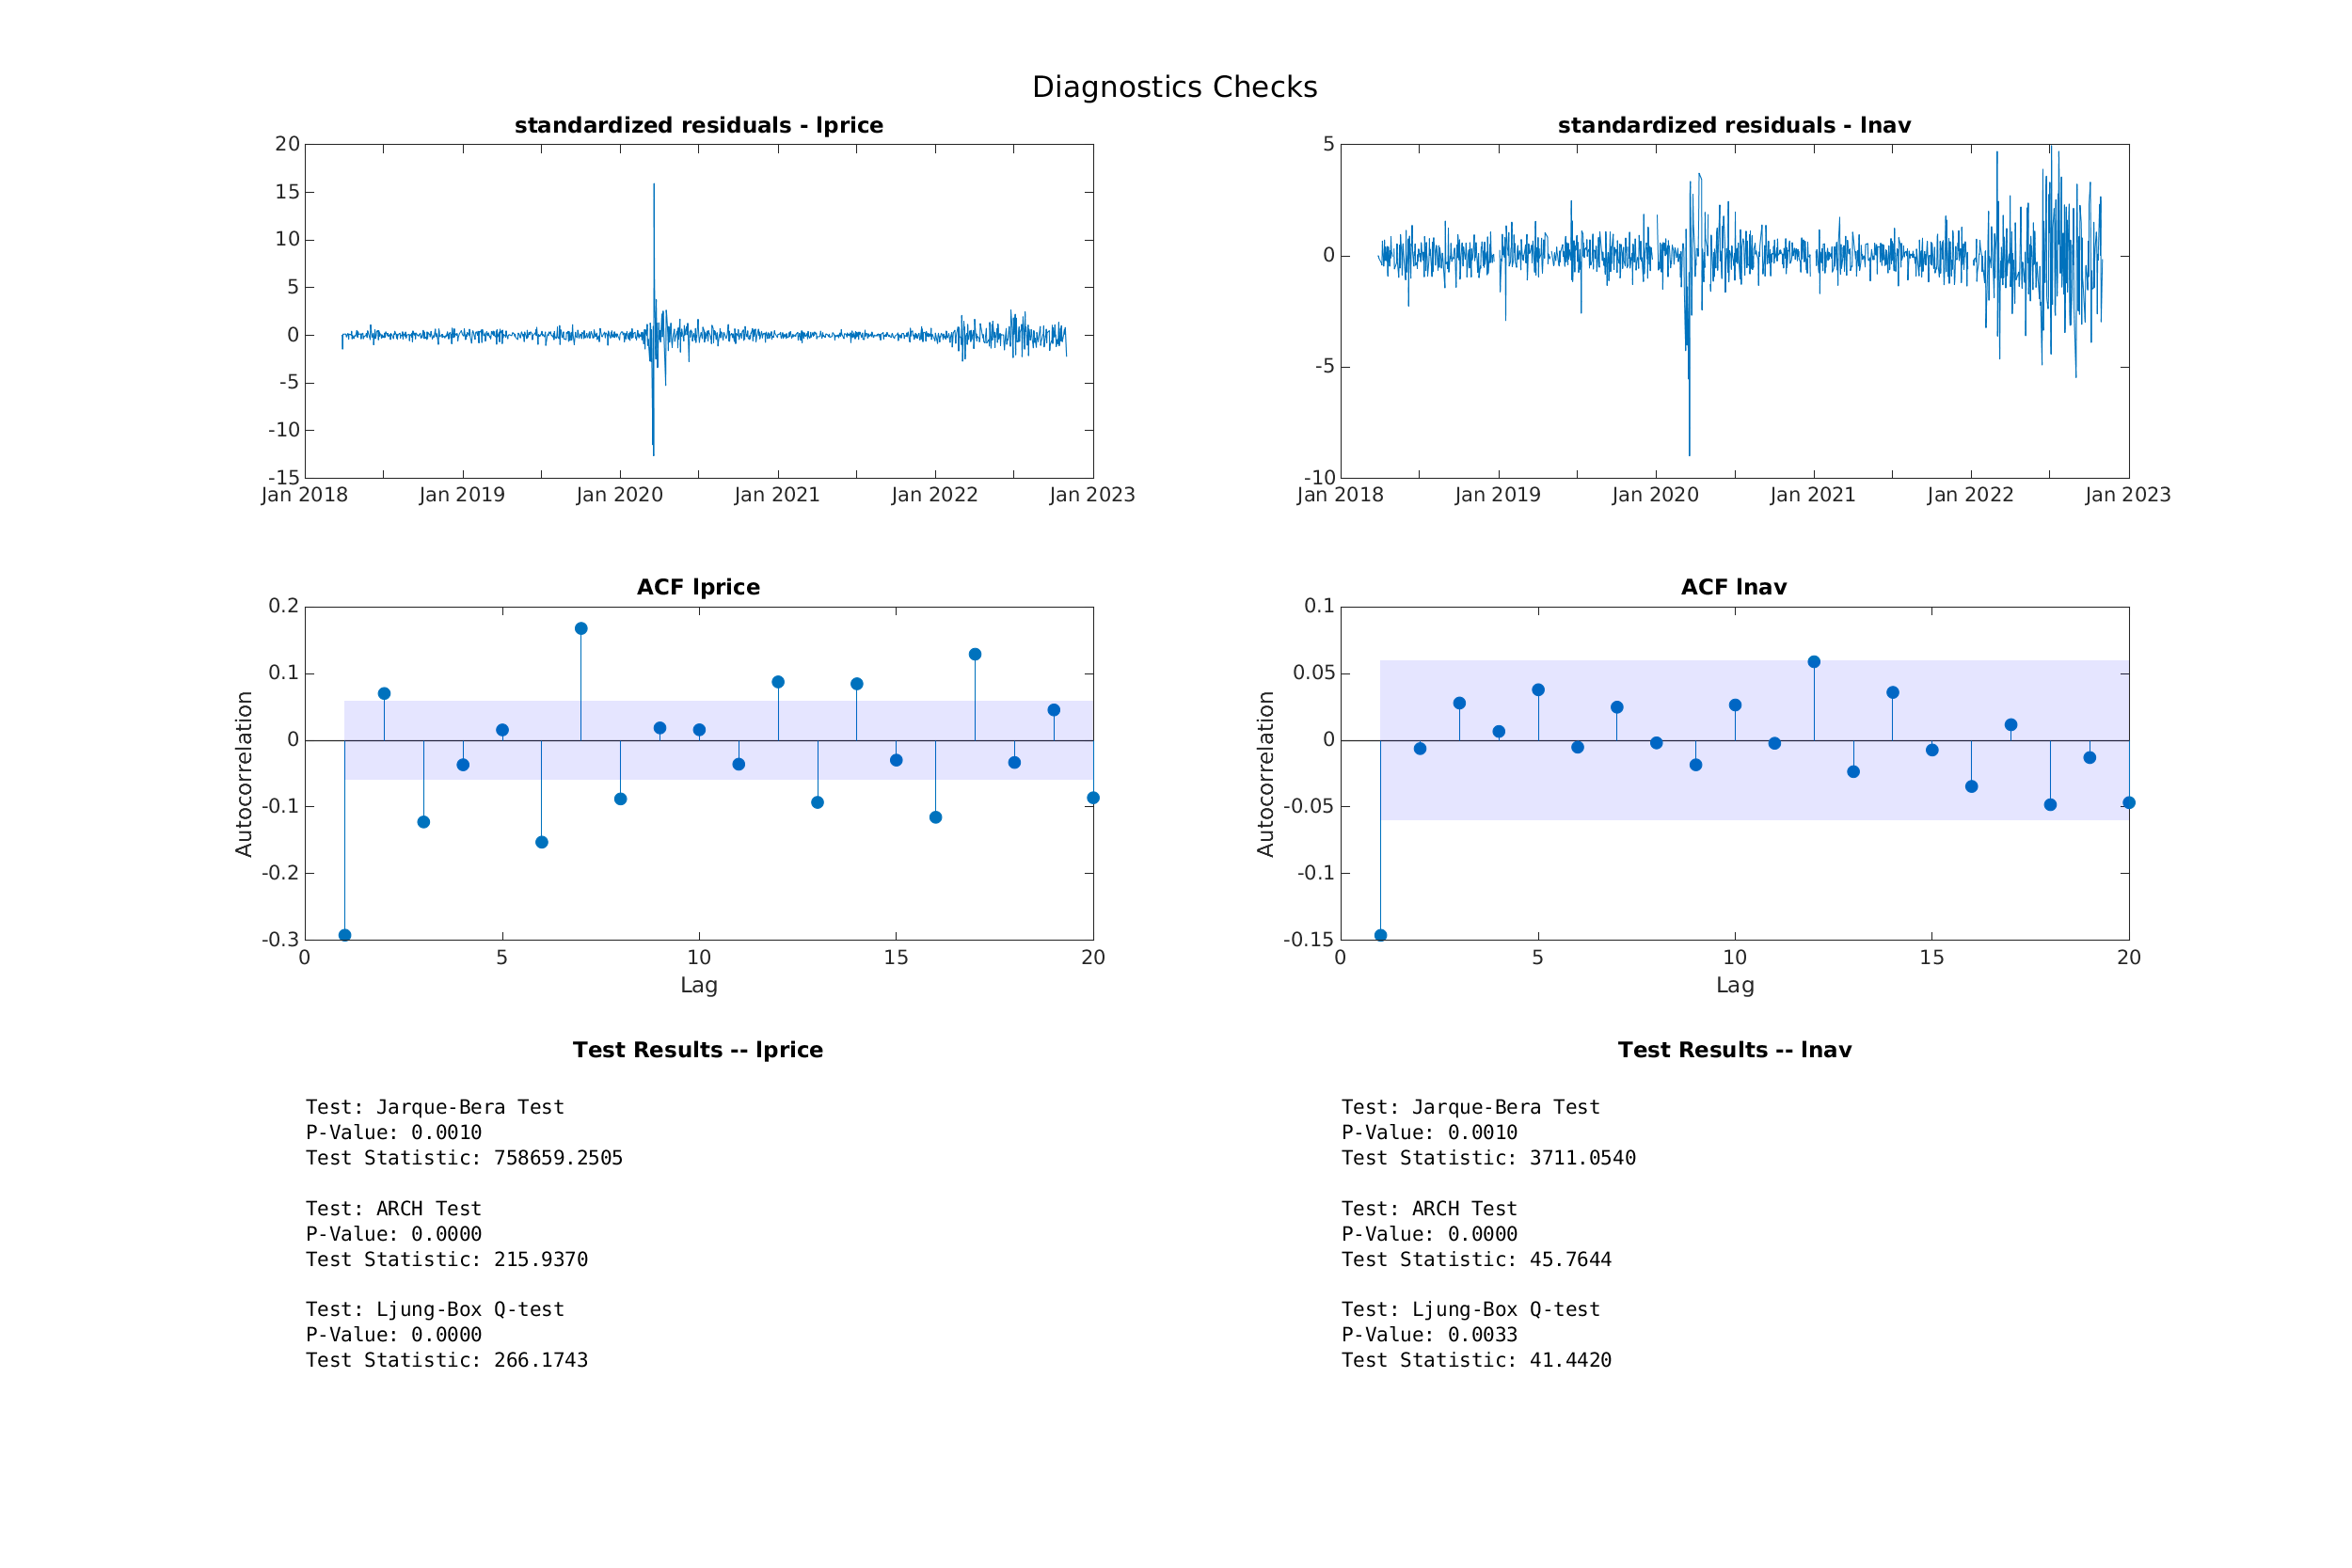 Diagnostics Checks
standardized residuals - lprice
20
15
10
5
0
-5
-10
-15
Jan 2018 Jan 2019 Jan 2020 Jan 2021 Jan 2022 Jan 2023
standardized residuals - lnav
5
0
-5
-10
Jan 2018 Jan 2019 Jan 2020 Jan 2021 Jan 2022 Jan 2023
ACF lprice
Autocorrelation
0.2
0.1
0
-0.1
-0.2
-0.3
0 5 10 15 20
Lag
ACF lnav
Autocorrelation
0.1
0.05
0
-0.05
-0.1
-0.15
0 5 10 15 20
Lag
Test Results -- lprice
Test: Jarque-Bera Test
P-Value: 0.0010
Test Statistic: 758659.2505
Test: ARCH Test
P-Value: 0.0000
Test Statistic: 215.9370
Test: Ljung-Box Q-test
P-Value: 0.0000
Test Statistic: 266.1743
Test Results -- lnav
Test: Jarque-Bera Test
P-Value: 0.0010
Test Statistic: 3711.0540
Test: ARCH Test
P-Value: 0.0000
Test Statistic: 45.7644
Test: Ljung-Box Q-test
P-Value: 0.0033
Test Statistic: 41.4420